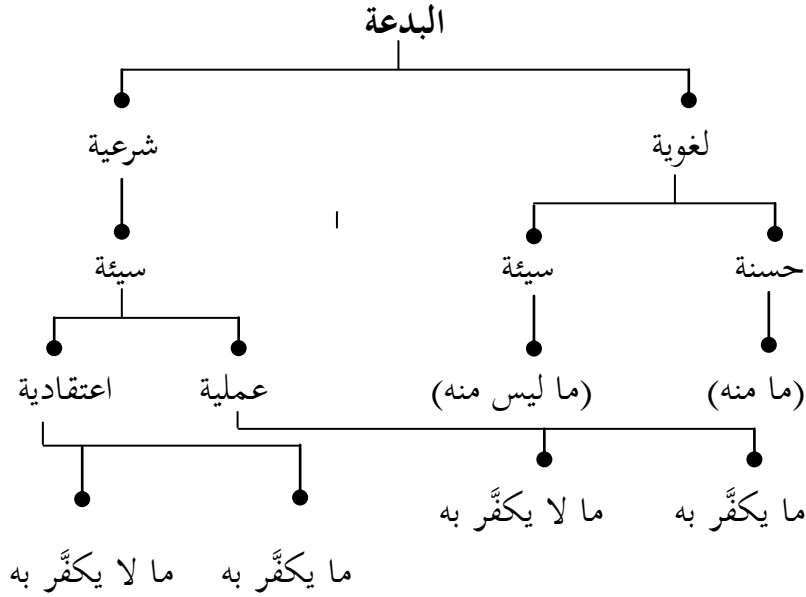 البدعة
لغوية شرعية
حسنة سيئة سيئة
(ما منه) (ما ليس منه) عملية اعتقادية
ما يكفَّر به ما لا يكفَّر به
ما يكفَّر به ما لا يكفَّر به